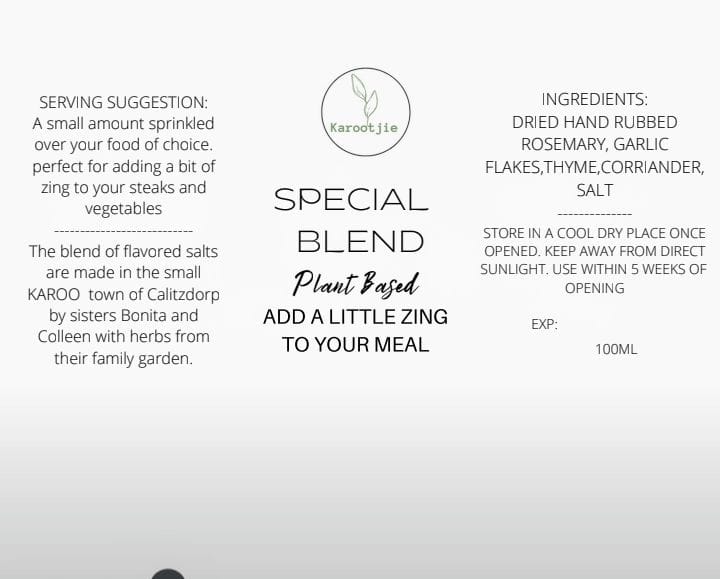 SERVING SUGGESTION:
A small amount sprinkled
over your food of choice.
perfect for adding a bit of
zing to your steaks and
vegetables
---------------------------
The blend of flavored salts
are made in the small
KAROO town of Calitzdorp
by sisters Bonita and
Colleen with herbs from
their family garden.
Karootjie
SPECIAL
BLEND
Plant Based
ADD A LITTLE ZING
TO YOUR MEAL
INGREDIENTS:
DRIED HAND RUBBED
ROSEMARY, GARLIC
FLAKES,THYME,CORRIANDER,
SALT
--------------
STORE IN A COOL DRY PLACE ONCE
OPENED. KEEP AWAY FROM DIRECT
SUNLIGHT. USE WITHIN 5 WEEKS OF
OPENING
EXP:
100ML